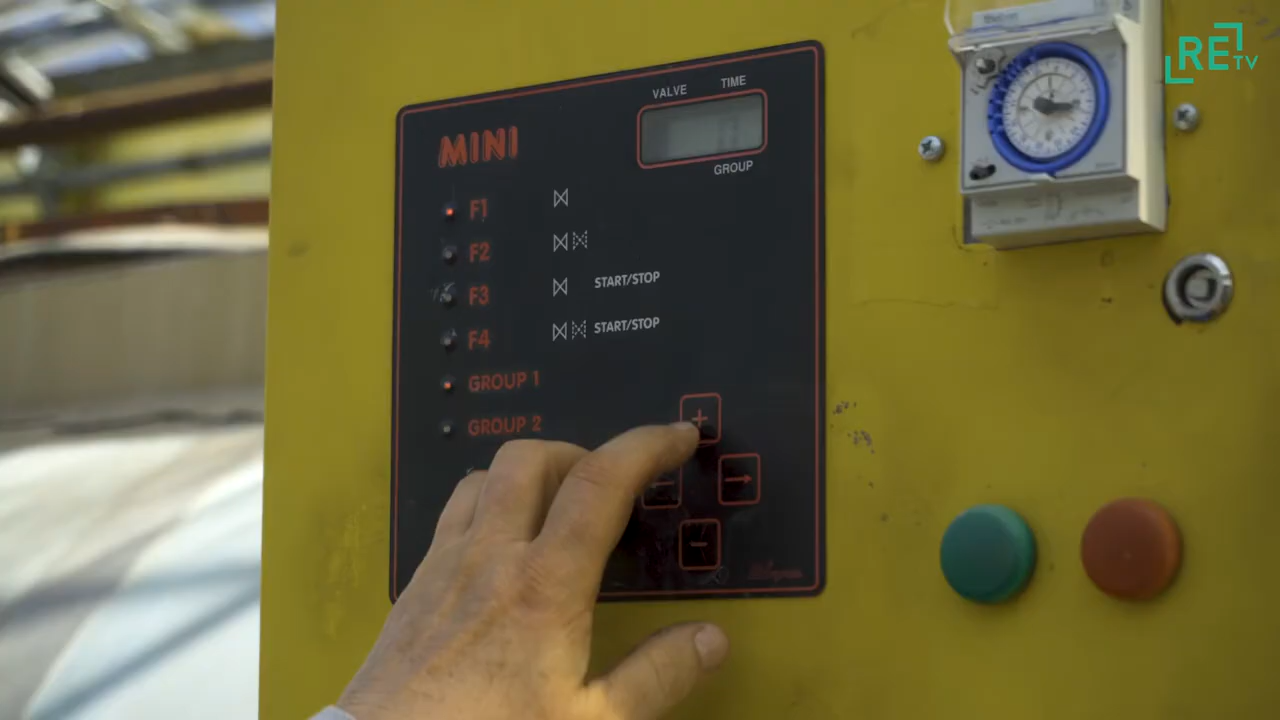 RE TV
VALVE TIME
MINI
GROUP
F1
F2
F3 START/STOP
F4 START/STOP
GROUP 1
GROUP 2
+
→
-